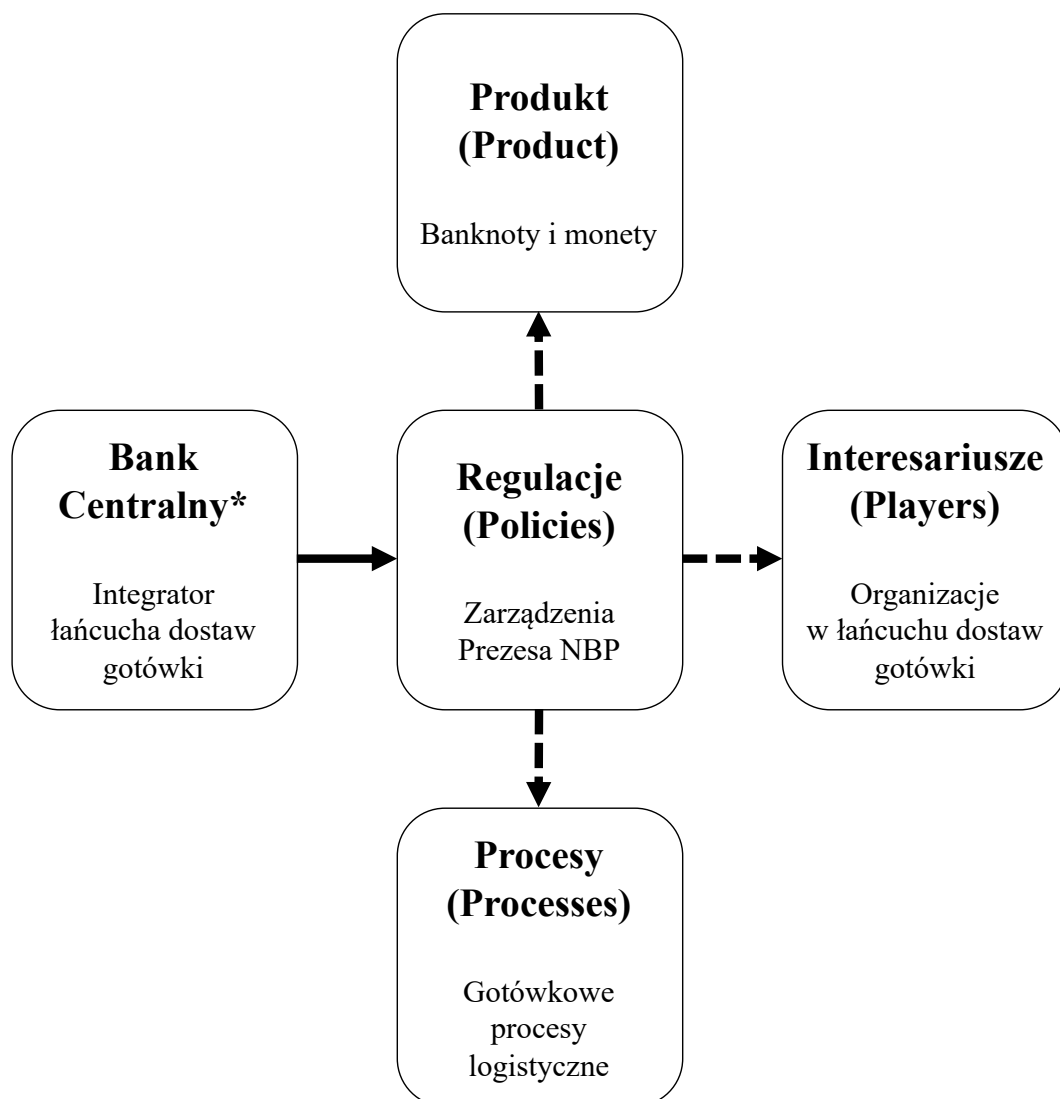 Produkt
(Product)
Banknoty i monety
Bank
Centralny*
Integrator
łańcucha dostaw
gotówki
Regulacje
(Policies)
Zarządzenia
Prezesa NBP
Interesariusze
(Players)
Organizacje
w łańcuchu dostaw
gotówki
Procesy
(Processes)
Gotówkowe
procesy
logistyczne